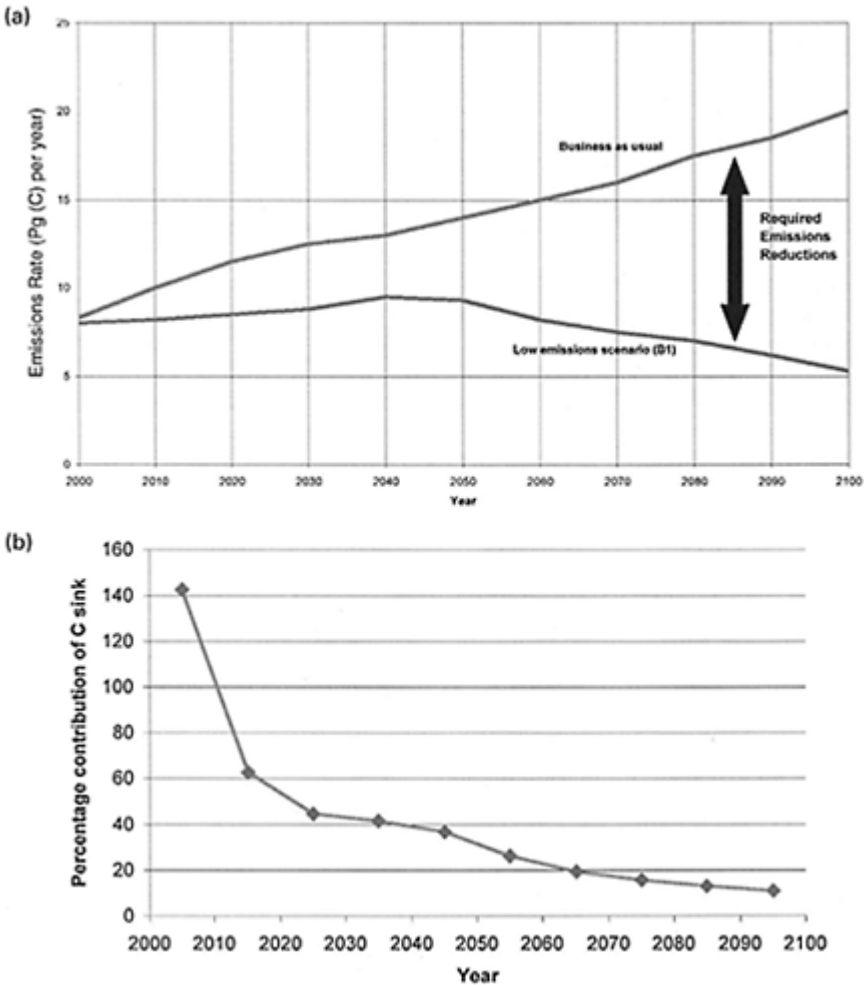 (a)
25
20
15
10
5
0
Emissions Rate (Pg (C) per year)
Business as usual
Required
Emissions
Reductions
Low emissions scenario (B1)
2000 2010 2020 2030 2040 2050 2060 2070 2080 2090 2100
Year
(b)
160
140
120
100
80
60
40
20
0
Percentage contribution of C sink
2000 2010 2020 2030 2040 2050 2060 2070 2080 2090 2100
Year